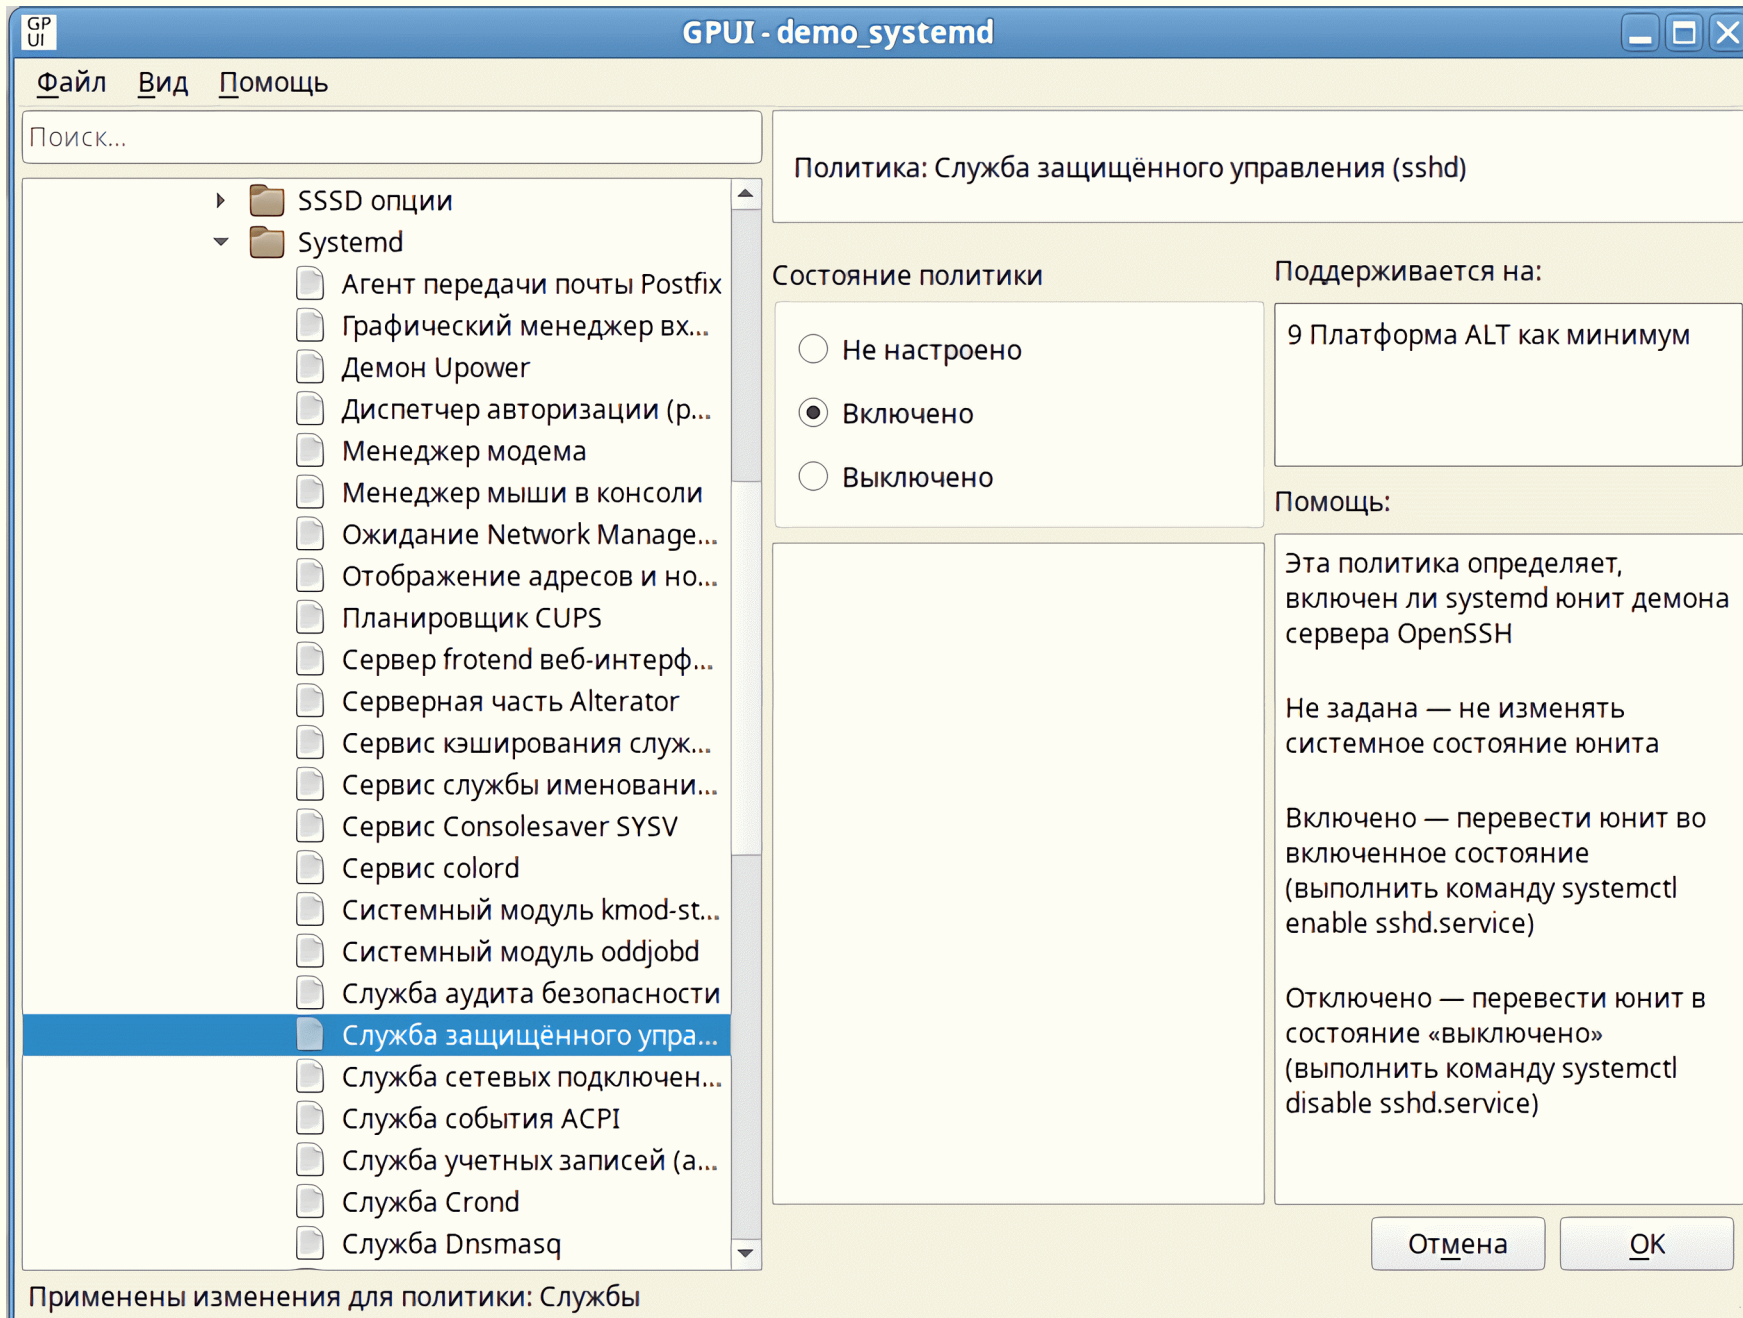 GP
UI
GPUI - demo_systemd
Файл Вид Помощь
Поиск...
SSSD опции
Systemd
Агент передачи почты Postfix
Графический менеджер вх...
Демон Upower
Диспетчер авторизации (p...
Менеджер модема
Менеджер мыши в консоли
Ожидание Network Manage...
Отображение адресов и но...
Планировщик CUPS
Сервер frotend веб-интерф...
Серверная часть Alterator
Сервис кэширования служ...
Сервис службы именовани...
Сервис Consolesaver SYSV
Сервис colord
Системный модуль kmod-st...
Системный модуль oddjobd
Служба аудита безопасности
Служба защищённого упра...
Служба сетевых подключен...
Служба события ACPI
Служба учетных записей (a...
Служба Crond
Служба Dnsmasq
Политика: Служба защищённого управления (sshd)
Состояние политики
Не настроено
Включено
Выключено
Поддерживается на:
9 Платформа ALT как минимум
Помощь:
Эта политика определяет,
включен ли systemd юнит демона
сервера OpenSSH
Не задана — не изменять
системное состояние юнита
Включено — перевести юнит во
включенное состояние
(выполнить команду systemctl
enable sshd.service)
Отключено — перевести юнит в
состояние «выключено»
(выполнить команду systemctl
disable sshd.service)
Отмена
OK
Применены изменения для политики: Службы